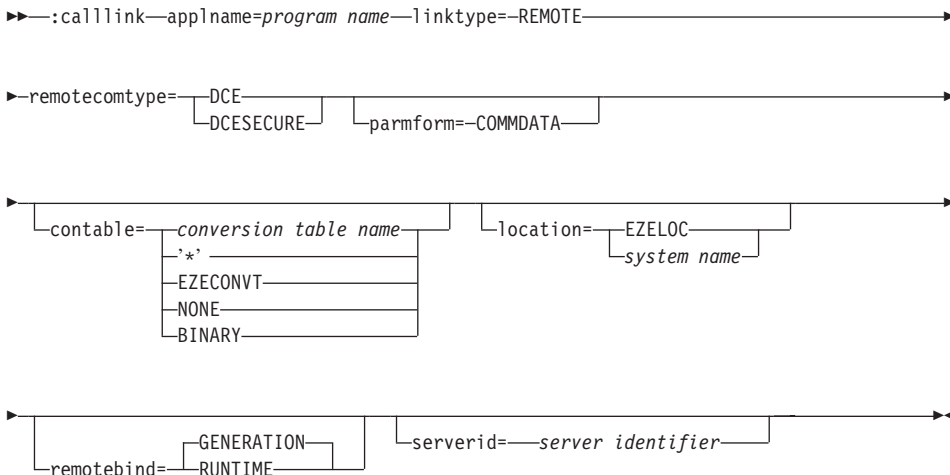 :calllink applname=program name linktype= REMOTE
remotecomtype= DCE
DCESECURE parmform= COMMDATA
contable= conversion table name location= EZELOC
’*’ system name
EZECONVT
NONE
BINARY
GENERATION serverid= server identifier
remotebind= RUNTIME